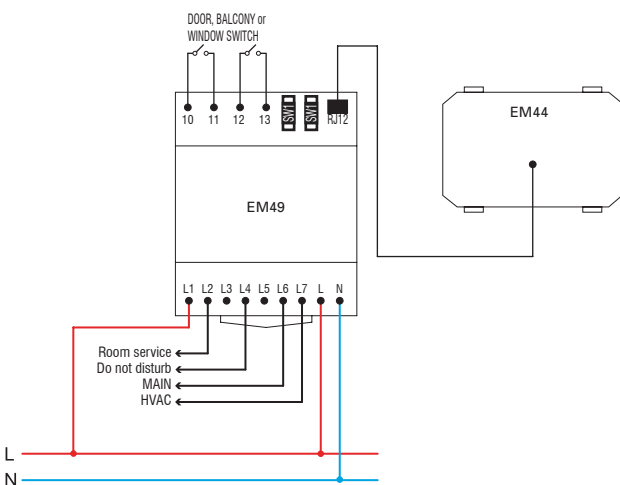 DOOR, BALCONY or
WINDOW SWITCH
10 11 12 13 SW1 SW1 RJ12
EM44
EM49
L1 L2 L3 L4 L5 L6 L7 L N
Room service
Do not disturb
MAIN
HVAC
L
N